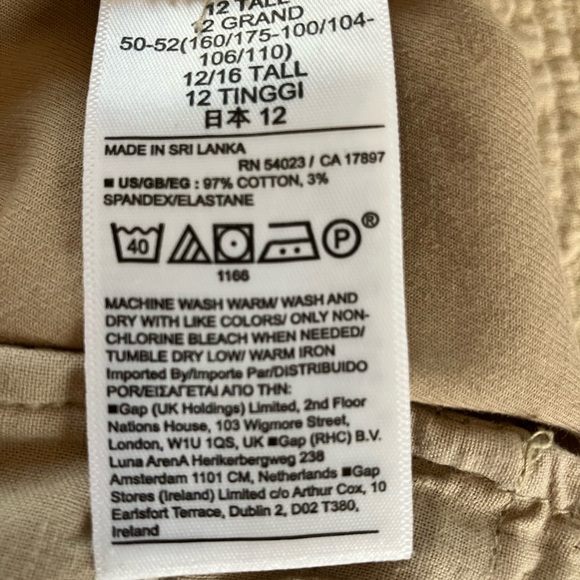 12 TALL
12 GRAND
50-52(160/175-100/104-
106/110)
12/16 TALL
12 TINGGI
日本 12
MADE IN SRI LANKA
RN 54023 / CA 17897
■ US/GB/EG : 97% COTTON, 3%
SPANDEX/ELASTANE
40 P ®
1166
MACHINE WASH WARM/ WASH AND
DRY WITH LIKE COLORS/ ONLY NON-
CHLORINE BLEACH WHEN NEEDED/
TUMBLE DRY LOW/ WARM IRON
Imported By/Importe Par/DISTRIBUIDO
POR/ΕΙΣΑΓΕΤΑΙ ΑΠΟ ΤΗΝ:
■Gap (UK Holdings) Limited, 2nd Floor
Nations House, 103 Wigmore Street,
London, W1U 1QS, UK ■Gap (RHC) B.V.
Luna ArenA Herikerbergweg 238
Amsterdam 1101 CM, Netherlands ■Gap
Stores (Ireland) Limited c/o Arthur Cox, 10
Earlsfort Terrace, Dublin 2, D02 T380,
Ireland